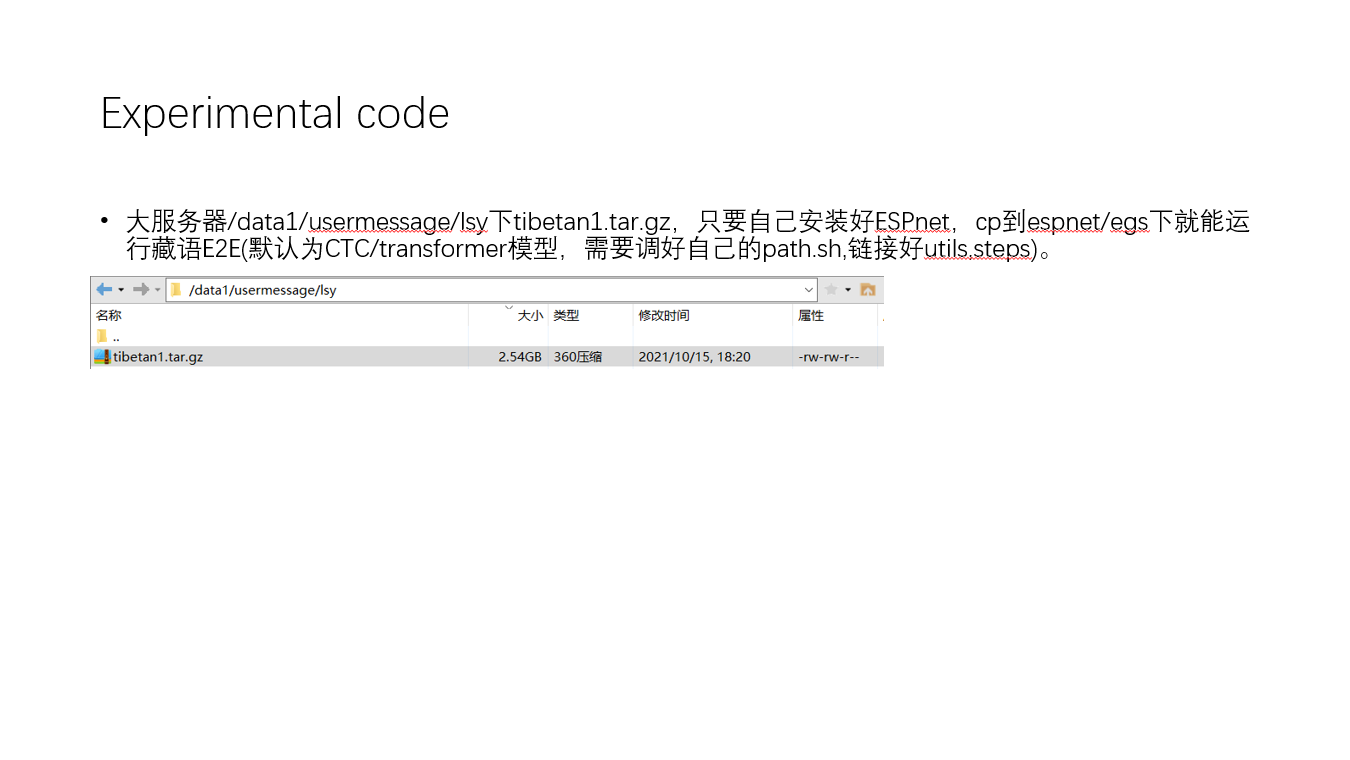 Experimental code
• 大服务器/data1/usermessage/lsy下tibetan1.tar.gz，只要自己安装好ESPnet，cp到espnet/egs下就能运
行藏语E2E(默认为CTC/transformer模型，需要调好自己的path.sh,链接好utils,steps)。
/data1/usermessage/lsy
名称 大小 类型 修改时间 属性
..
tibetan1.tar.gz 2.54GB 360压缩 2021/10/15, 18:20 -rw-rw-r--